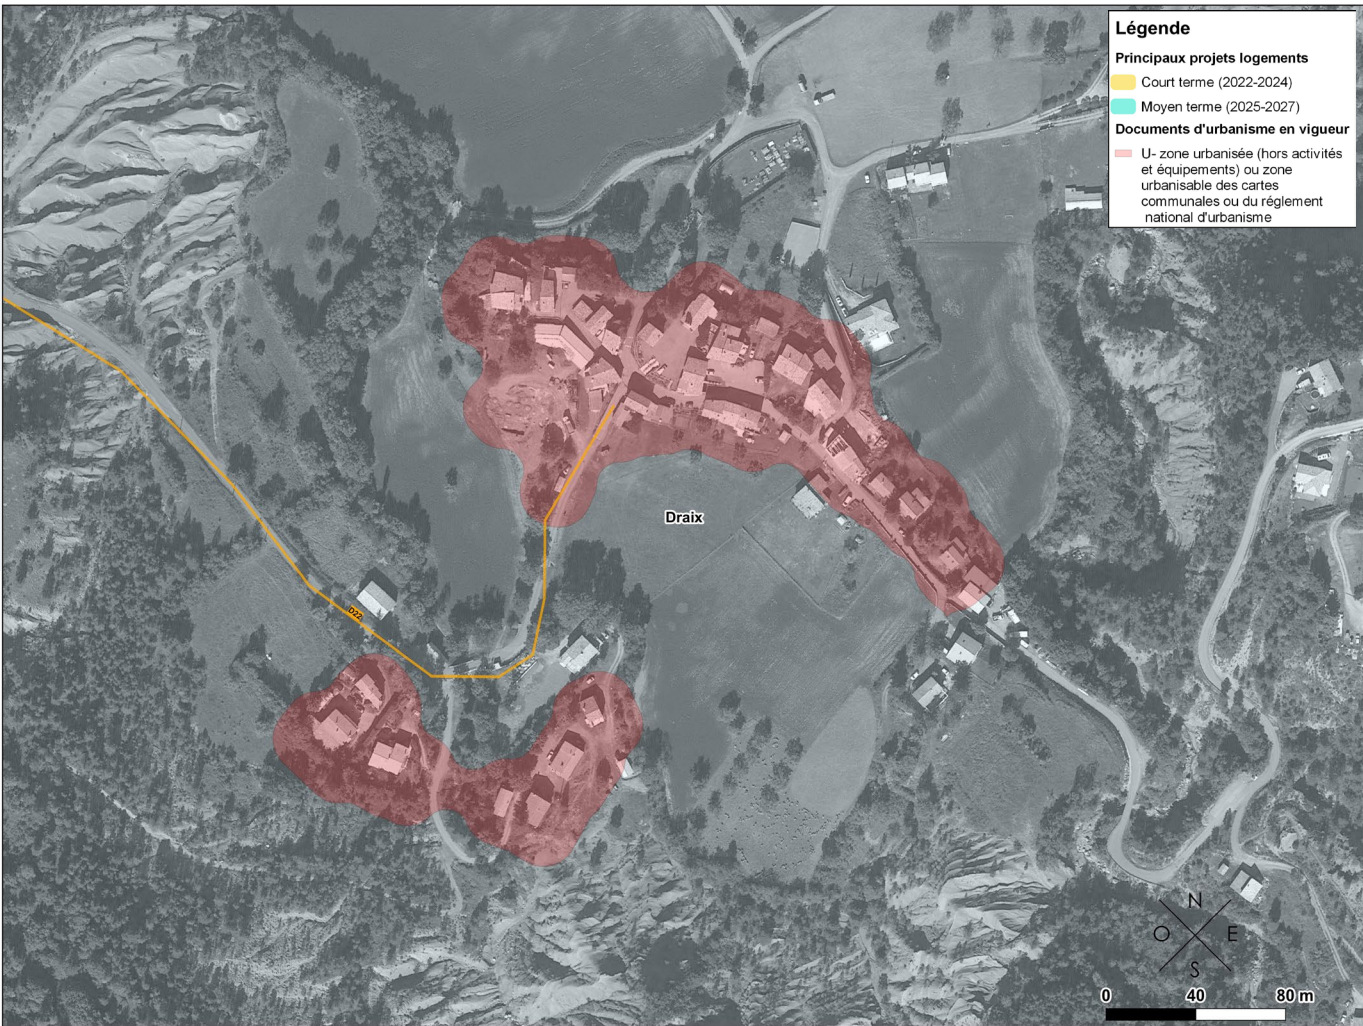 Légende
Principaux projets logements
Court terme (2022-2024)
Moyen terme (2025-2027)
Documents d'urbanisme en vigueur
U- zone urbanisée (hors activités
et équipements) ou zone
urbanisable des cartes
communales ou du réglement
national d'urbanisme
Draix
D22
N
O E
S
0 40 80 m